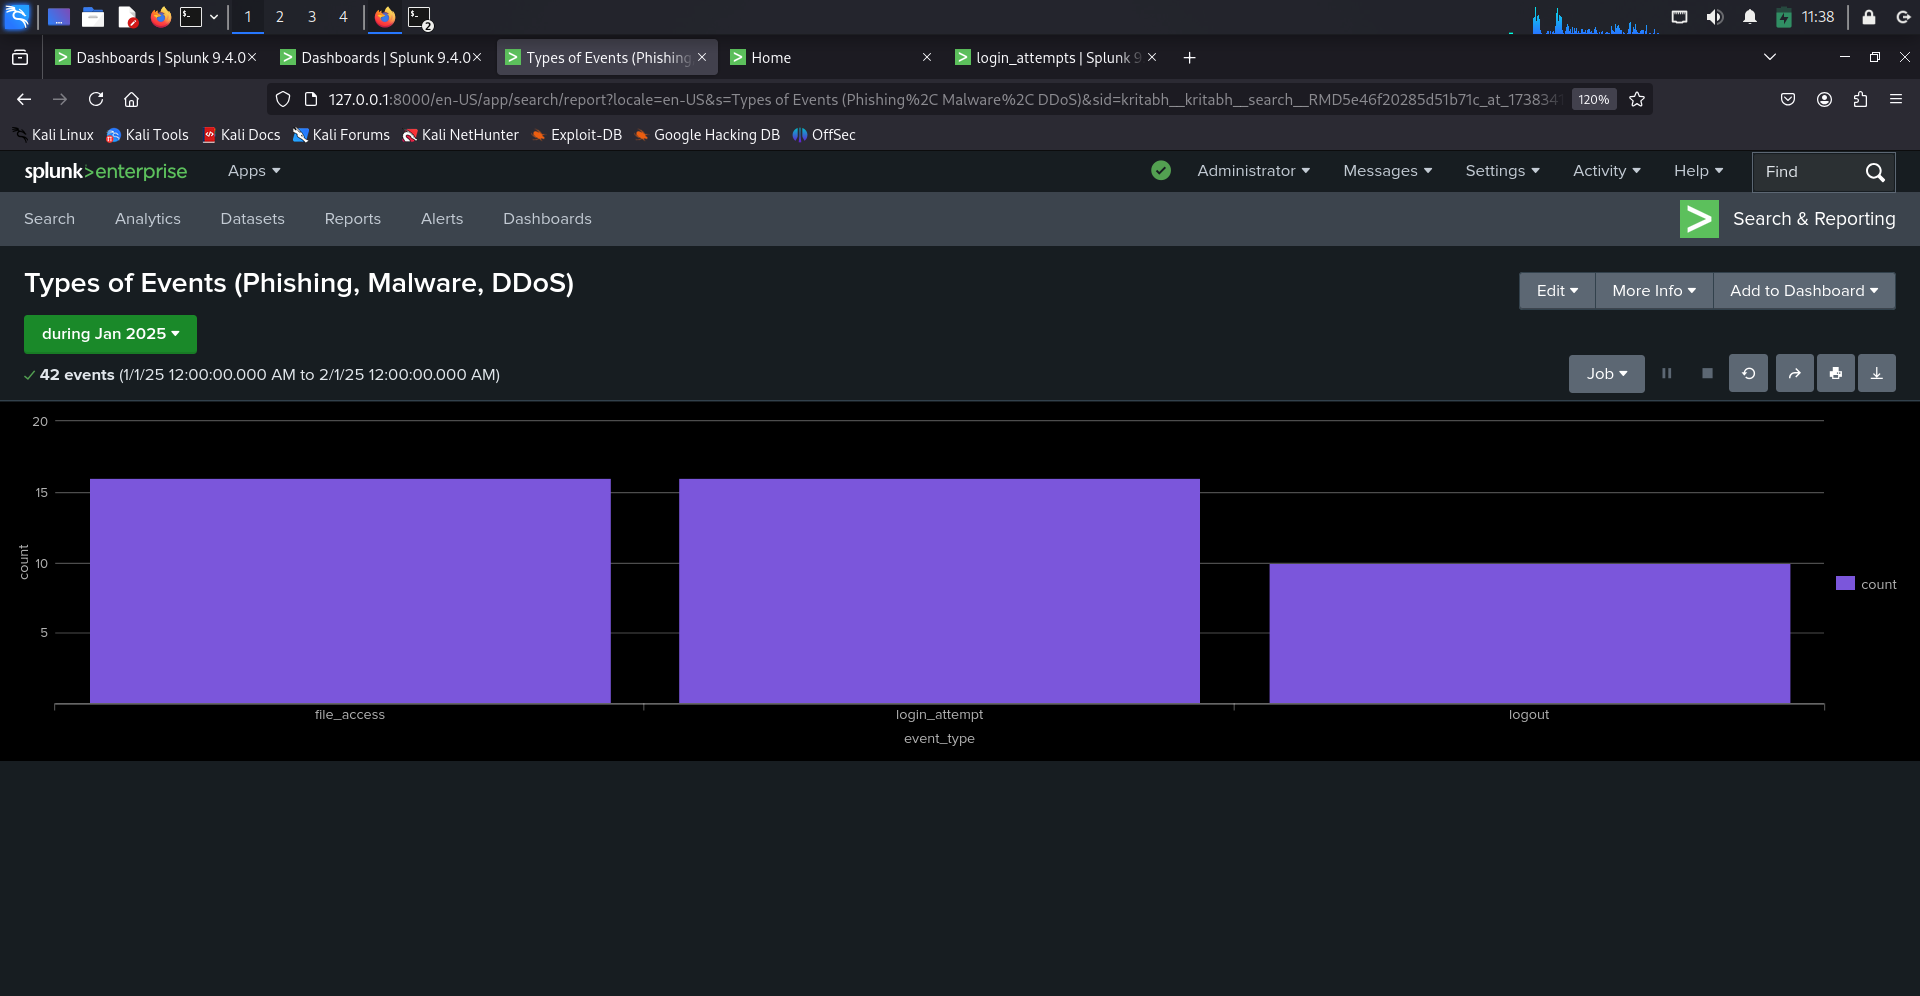 1 2 3 4
2
11:38
Dashboards | Splunk 9.4.0
Dashboards | Splunk 9.4.0
Types of Events (Phishing
Home
login_attempts | Splunk 9
127.0.0.1:8000/en-US/app/search/report?locale=en-US&s=Types of Events (Phishing%2C Malware%2C DDoS)&sid=kritabh__kritabh__search__RMD5e46f20285d51b71c_at_173834
120%
Kali Linux
Kali Tools
Kali Docs
Kali Forums
Kali NetHunter
Exploit-DB
Google Hacking DB
OffSec
splunk>enterprise
Apps
Administrator
Messages
Settings
Activity
Help
Find
Search
Analytics
Datasets
Reports
Alerts
Dashboards
Search & Reporting
Types of Events (Phishing, Malware, DDoS)
Edit
More Info
Add to Dashboard
during Jan 2025
42 events (1/1/25 12:00:00.000 AM to 2/1/25 12:00:00.000 AM)
Job
20
15
10
5
count
count
file_access
login_attempt
logout
event_type